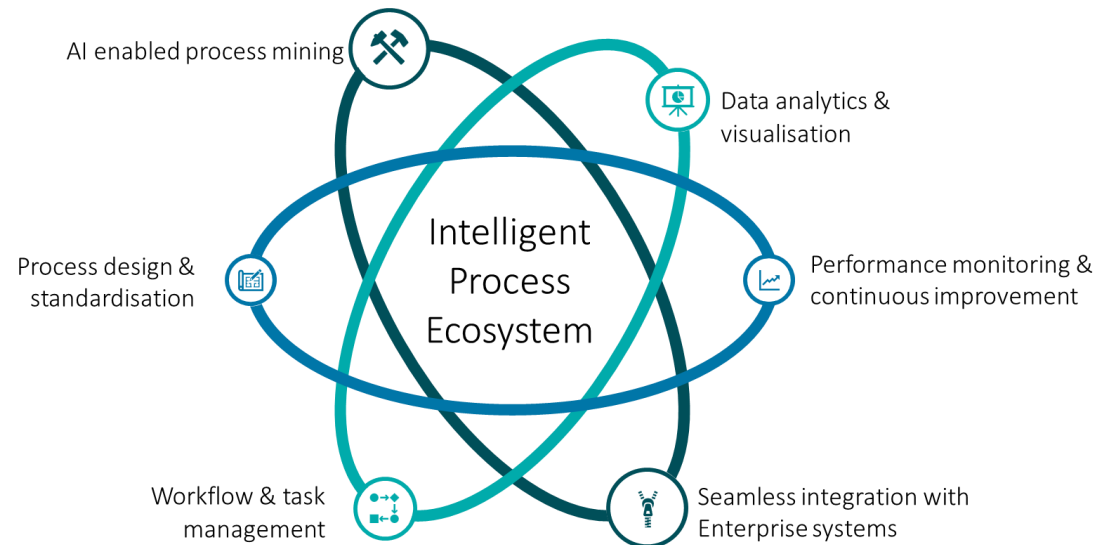 AI enabled process mining
Data analytics &
visualisation
Intelligent
Process
Ecosystem
Process design &
standardisation
Performance monitoring &
continuous improvement
Workflow & task
management
Seamless integration with
Enterprise systems